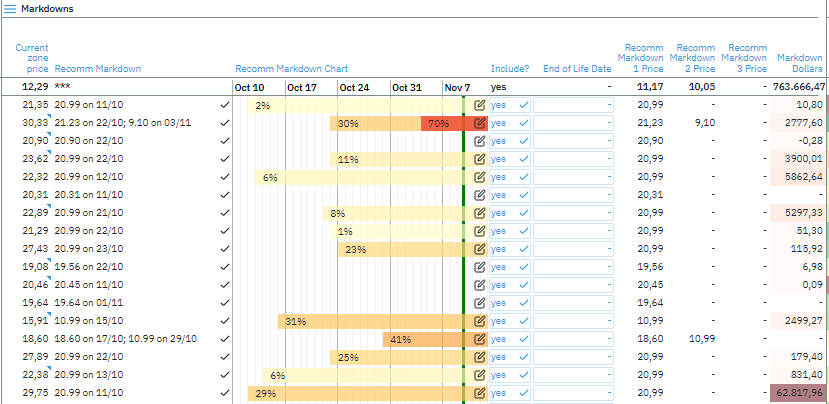 Markdowns
Current zone price Recomm Markdown Recomm Markdown Chart Include? End of Life Date Recomm Markdown 1 Price Recomm Markdown 2 Price Recomm Markdown 3 Price Markdown Dollars
12,29 *** Oct 10 Oct 17 Oct 24 Oct 31 Nov 7 yes - 11,17 10,05 - 763.666,47
21,35 20.99 on 11/10 2% yes - 20,99 - - 10,80
30,33 21.23 on 22/10; 9.10 on 03/11 30% 70% yes - 21,23 9,10 - 2777,60
20,90 20.90 on 22/10 yes - 20,90 - - -0,28
23,62 20.99 on 22/10 11% yes - 20,99 - - 3900,01
22,32 20.99 on 12/10 6% yes - 20,99 - - 5862,64
20,31 20.31 on 11/10 yes - 20,31 - - -
22,89 20.99 on 21/10 8% yes - 20,99 - - 5297,33
21,29 20.99 on 22/10 1% yes - 20,99 - - 51,30
27,43 20.99 on 23/10 23% yes - 20,99 - - 115,92
19,08 19.56 on 22/10 yes - 19,56 - - 6,98
20,46 20.45 on 11/10 yes - 20,45 - - 0,09
19,64 19.64 on 01/11 yes - 19,64 - - -
15,91 10.99 on 15/10 31% yes - 10,99 - - 2499,27
18,60 18.60 on 17/10; 10.99 on 29/10 41% yes - 18,60 10,99 - -
27,89 20.99 on 22/10 25% yes - 20,99 - - 179,40
22,38 20.99 on 13/10 6% yes - 20,99 - - 831,40
29,75 20.99 on 11/10 29% yes - 20,99 - - 62.817,96